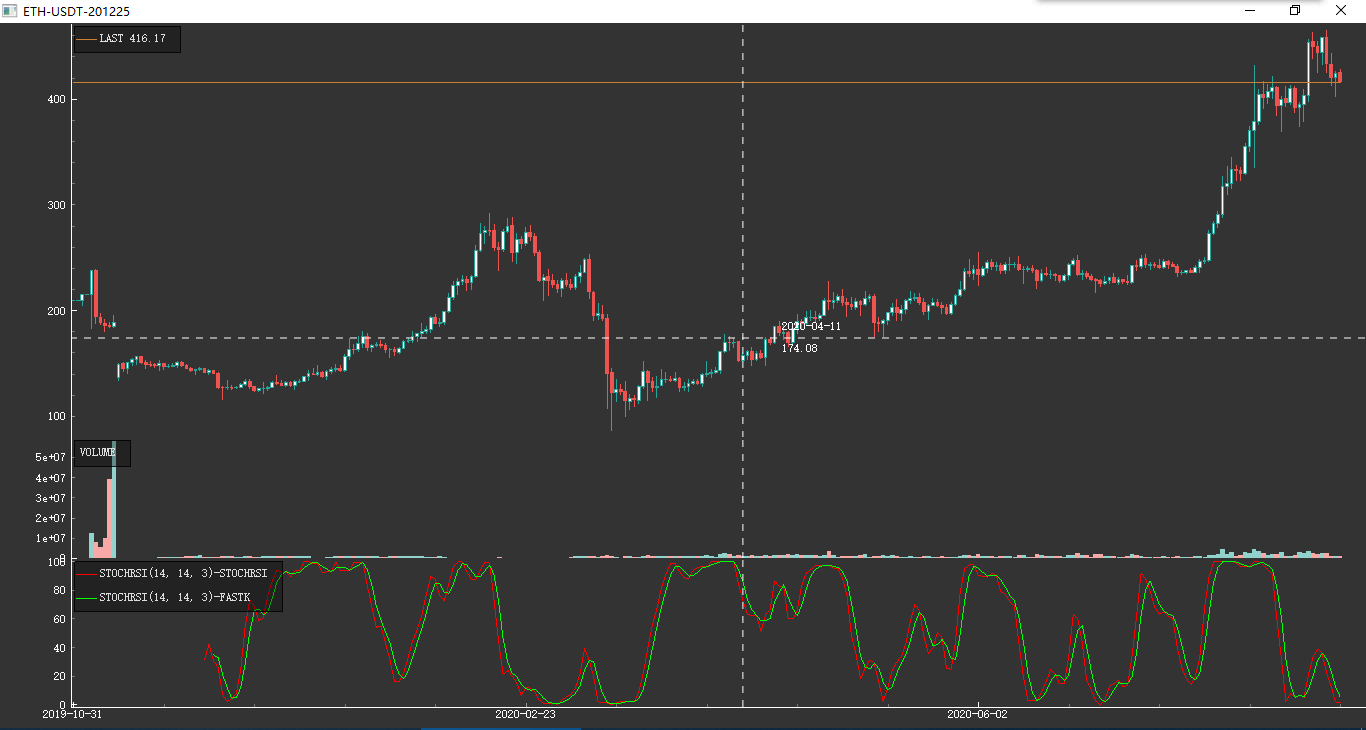 ETH-USDT-201225
LAST 416.17
400
300
200
100
2020-04-11
174.08
VOLUME
5e+07
4e+07
3e+07
2e+07
1e+07
0
100
80
60
40
20
0
STOCHRSI(14, 14, 3)-STOCHRSI
STOCHRSI(14, 14, 3)-FASTK
2019-10-31
2020-02-23
2020-06-02